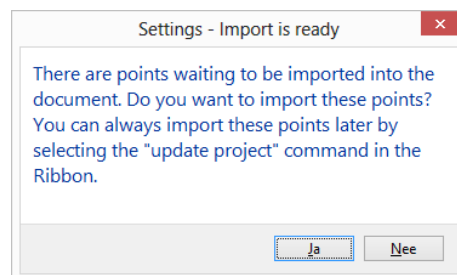 Settings - Import is ready
There are points waiting to be imported into the
document. Do you want to import these points?
You can always import these points later by
selecting the "update project" command in the
Ribbon.
Ja
Nee